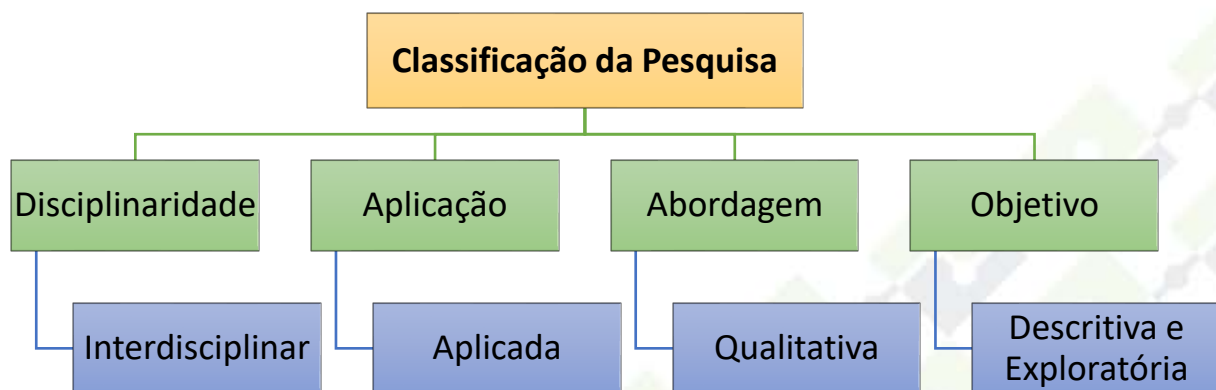 Classificação da Pesquisa
Disciplinaridade
Aplicação
Abordagem
Objetivo
Interdisciplinar
Aplicada
Qualitativa
Descritiva e
Exploratória